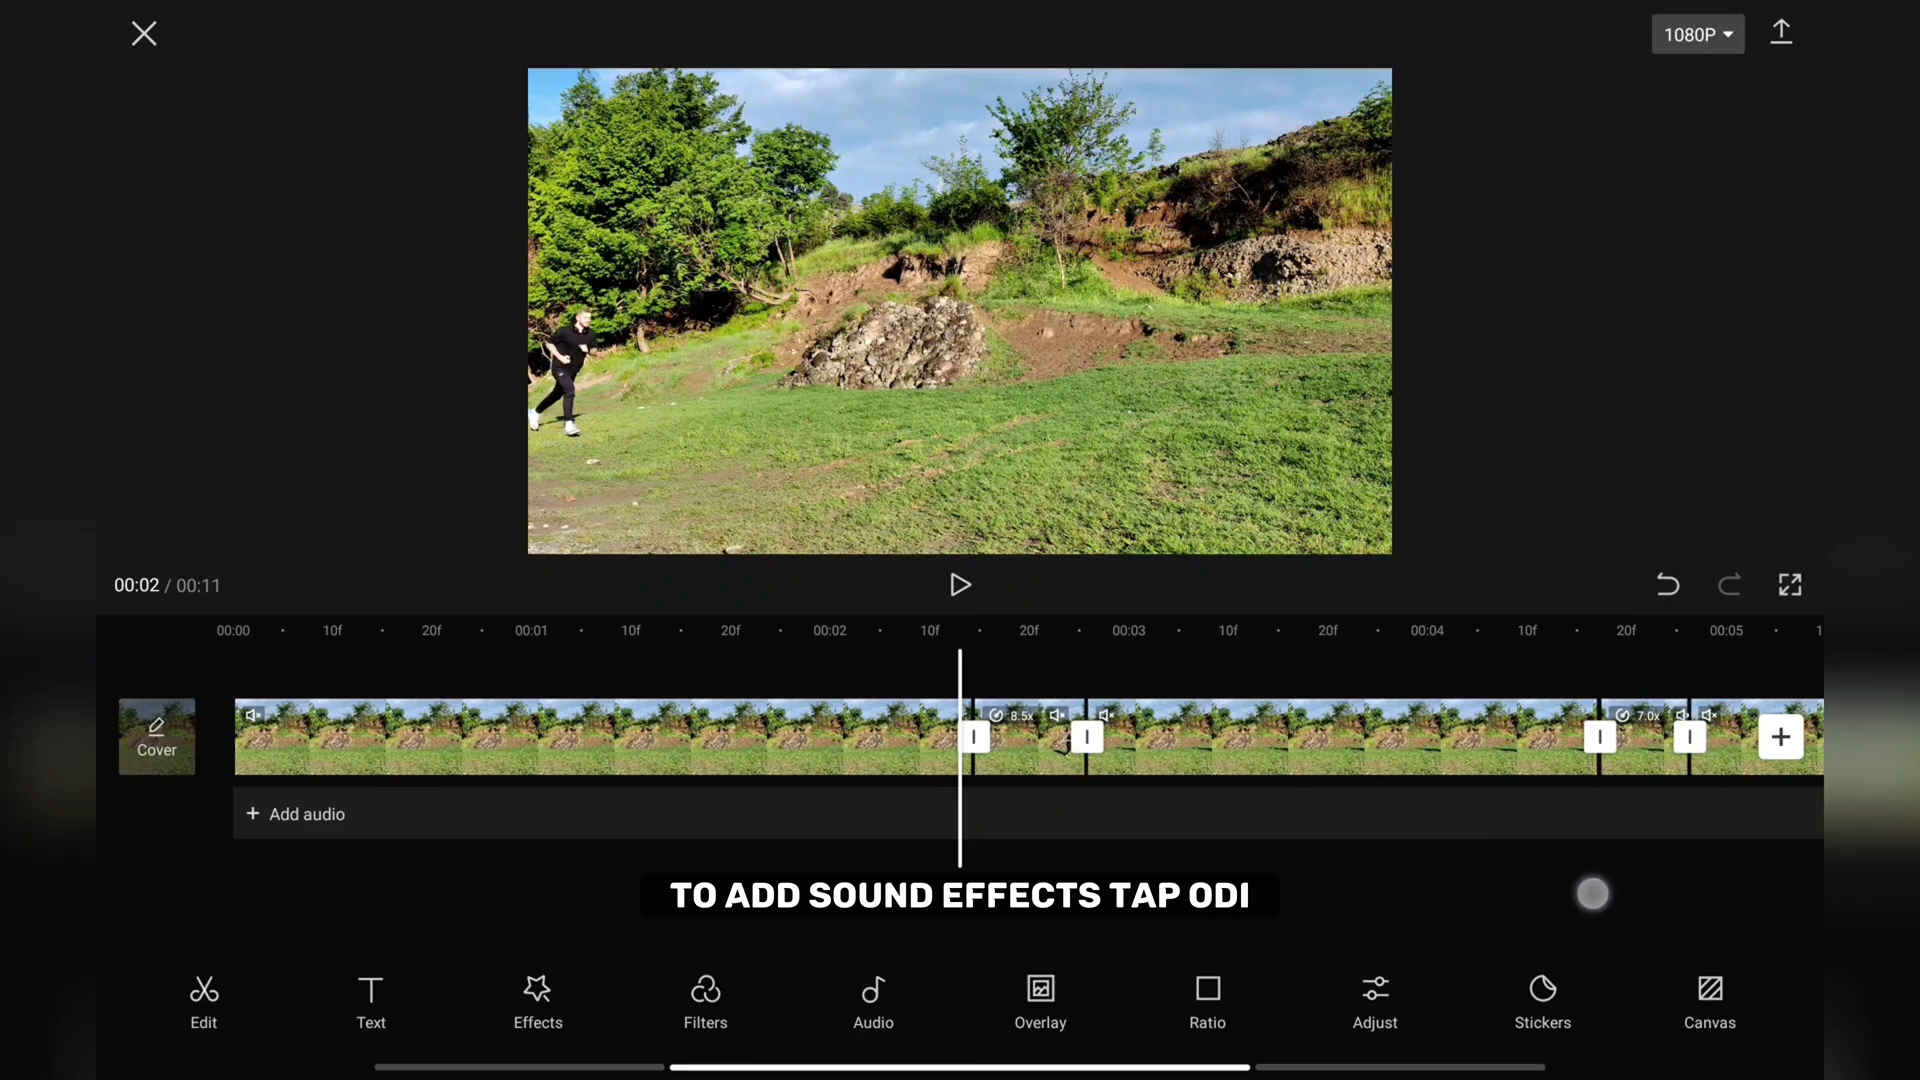 1080P
00:02 / 00:11
00:00 10f 20f 00:01 10f 20f 00:02 10f 20f 00:03 10f 20f 00:04 10f 20f 00:05 1
8.5x 7.0x
Cover
+ Add audio
TO ADD SOUND EFFECTS TAP ODI
Edit Text Effects Filters Audio Overlay Ratio Adjust Stickers Canvas